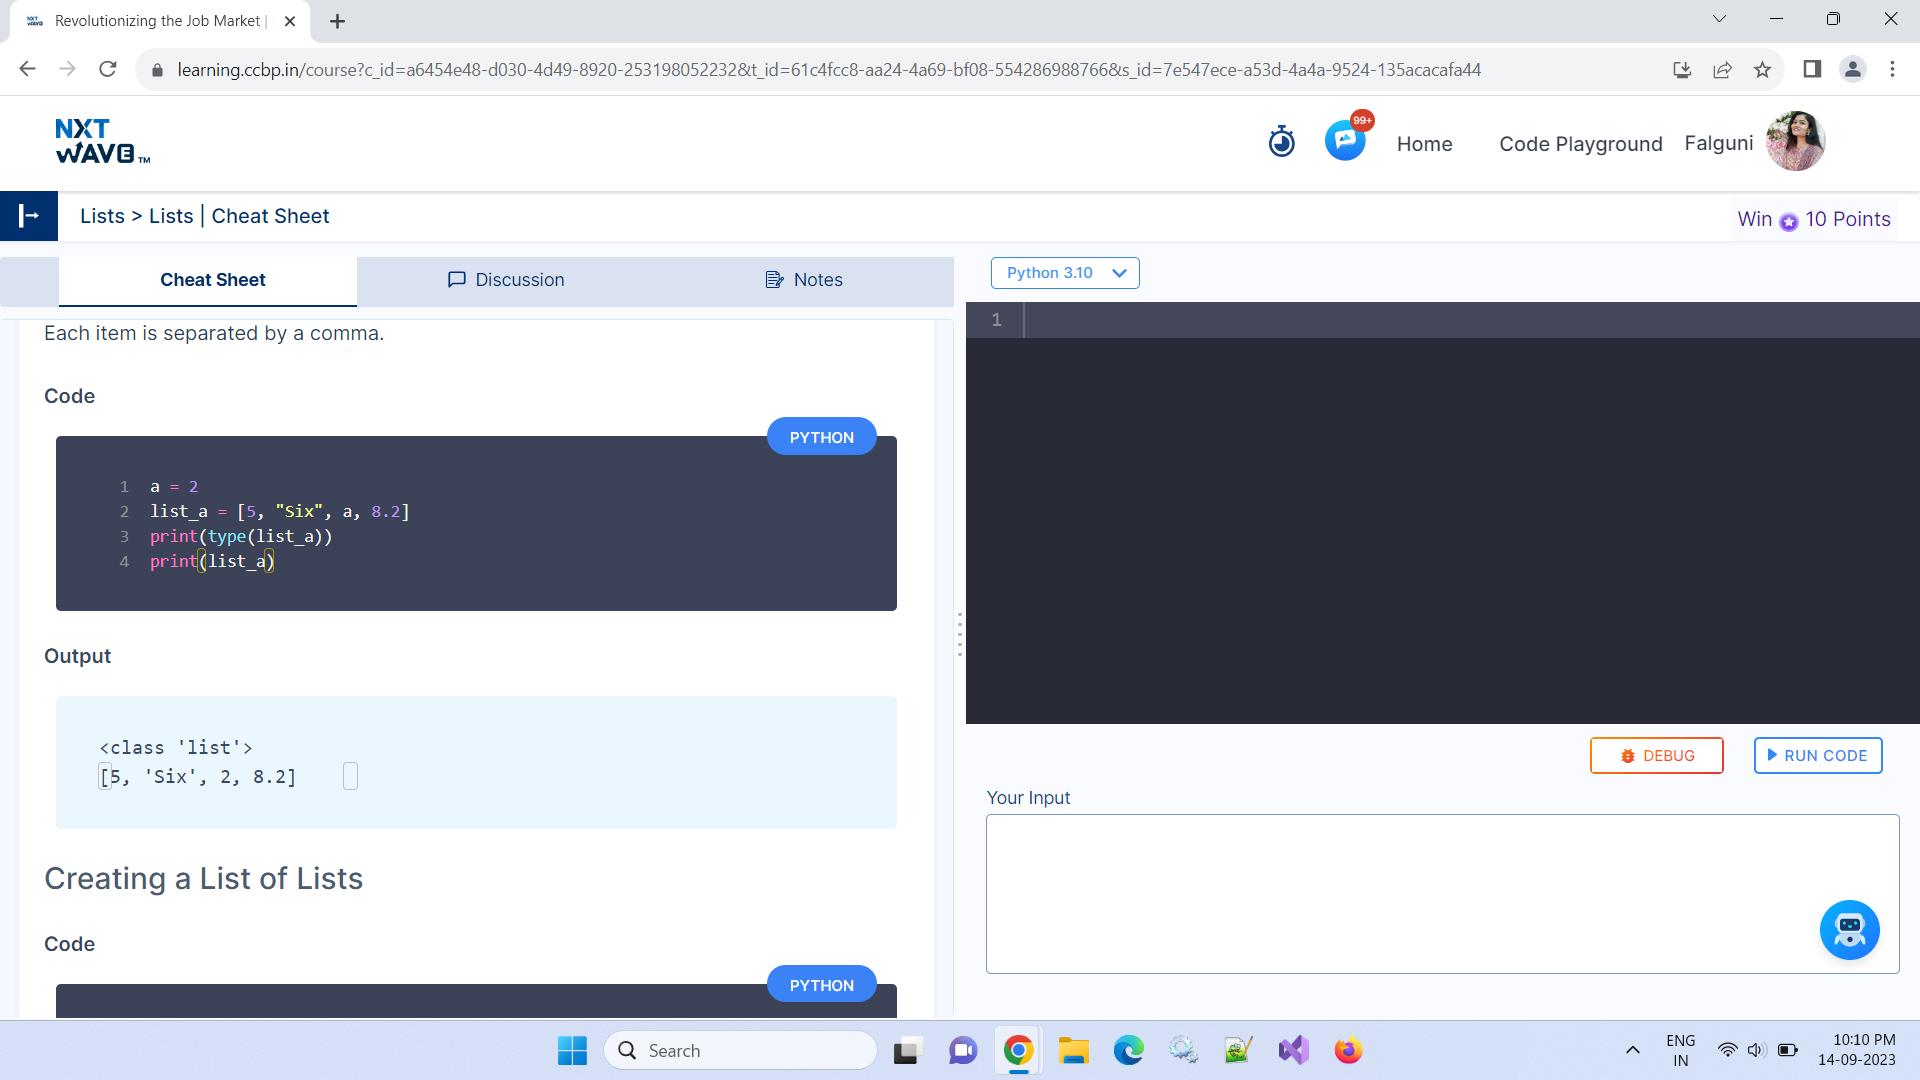 Revolutionizing the Job Market |
learning.ccbp.in/course?c_id=a6454e48-d030-4d49-8920-253198052232&t_id=61c4fcc8-aa24-4a69-bf08-554286988766&s_id=7e547ece-a53d-4a4a-9524-135acacafa44
NXT
WAVE TM
99+
Home
Code Playground
Falguni
Lists > Lists | Cheat Sheet
Win 10 Points
Cheat Sheet
Discussion
Notes
Python 3.10
Each item is separated by a comma.
Code
PYTHON
1 a = 2
2 list_a = [5, "Six", a, 8.2]
3 print(type(list_a))
4 print(list_a)
Output
<class 'list'>
[5, 'Six', 2, 8.2]
Creating a List of Lists
Code
PYTHON
1
DEBUG
RUN CODE
Your Input
Search
ENG
IN
10:10 PM
14-09-2023